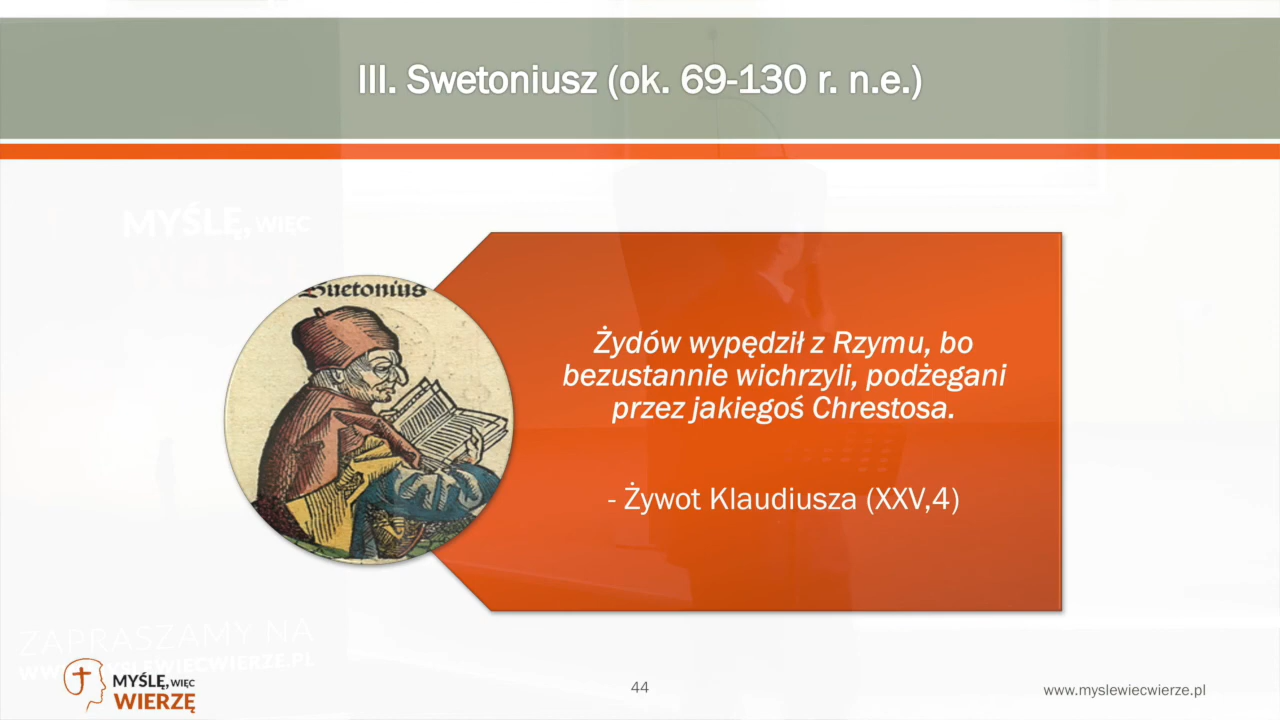 III. Swetoniusz (ok. 69-130 r. n.e.)
MYŚLĘ, WIĘC
Suetonius
Żydów wypędził z Rzymu, bo
bezustannie wichrzyli, podżegani
przez jakiegoś Chrestosa.
- Żywot Klaudiusza (XXV,4)
ZAPRASZAMY NA
WWW.MYSLEWIECWIERZE.PL
MYŚLĘ, WIĘC
WIERZĘ
44
www.myslewiecwierze.pl